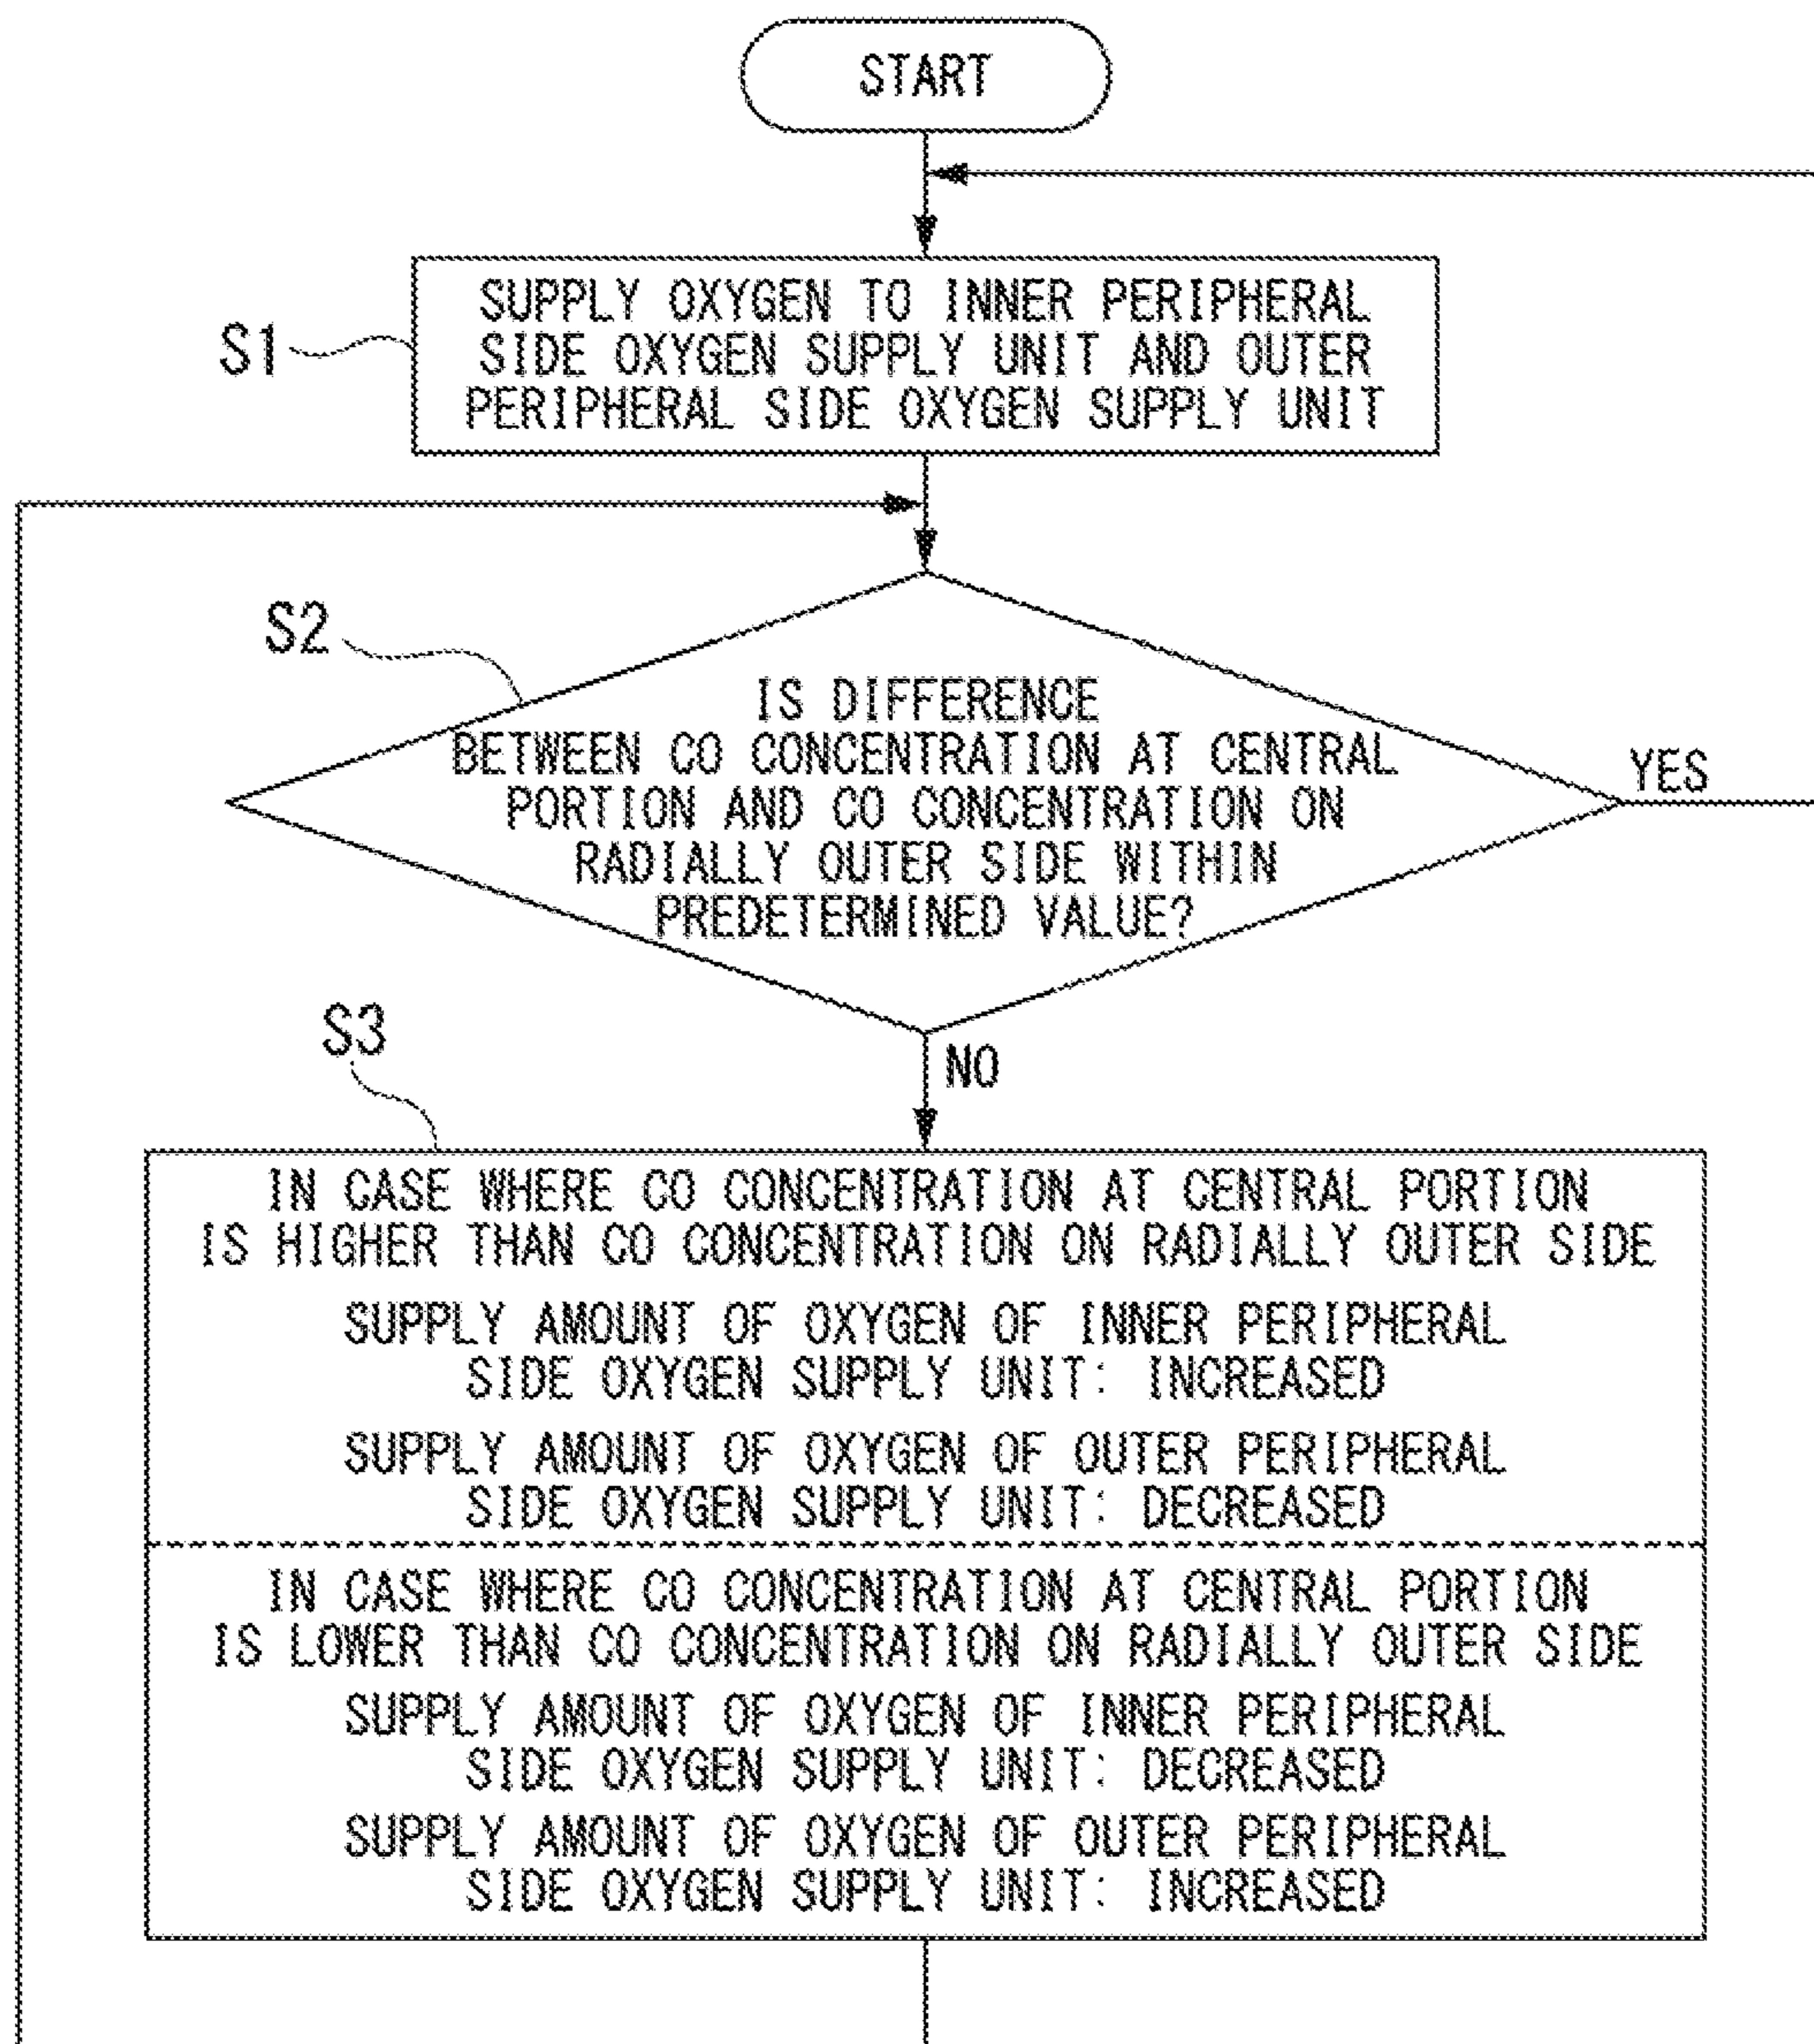 START
S1
SUPPLY OXYGEN TO INNER PERIPHERAL
SIDE OXYGEN SUPPLY UNIT AND OUTER
PERIPHERAL SIDE OXYGEN SUPPLY UNIT
S2
IS DIFFERENCE
BETWEEN CO CONCENTRATION AT CENTRAL
PORTION AND CO CONCENTRATION ON
RADIALLY OUTER SIDE WITHIN
PREDETERMINED VALUE?
YES
NO
S3
IN CASE WHERE CO CONCENTRATION AT CENTRAL PORTION
IS HIGHER THAN CO CONCENTRATION ON RADIALLY OUTER SIDE
SUPPLY AMOUNT OF OXYGEN OF INNER PERIPHERAL
SIDE OXYGEN SUPPLY UNIT: INCREASED
SUPPLY AMOUNT OF OXYGEN OF OUTER PERIPHERAL
SIDE OXYGEN SUPPLY UNIT: DECREASED
IN CASE WHERE CO CONCENTRATION AT CENTRAL PORTION
IS LOWER THAN CO CONCENTRATION ON RADIALLY OUTER SIDE
SUPPLY AMOUNT OF OXYGEN OF INNER PERIPHERAL
SIDE OXYGEN SUPPLY UNIT: DECREASED
SUPPLY AMOUNT OF OXYGEN OF OUTER PERIPHERAL
SIDE OXYGEN SUPPLY UNIT: INCREASED